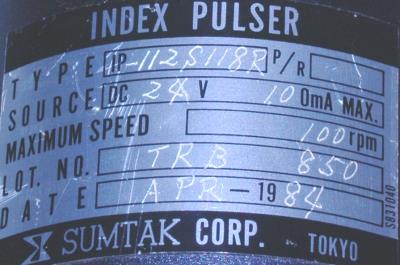 INDEX PULSER
TYPE IP-112S118R P/R
SOURCE DC 24 V 100mA MAX.
MAXIMUM SPEED 100rpm
LOT. NO. TRB 850
DATE APR-1984
SUMTAK CORP. TOKYO
S831040